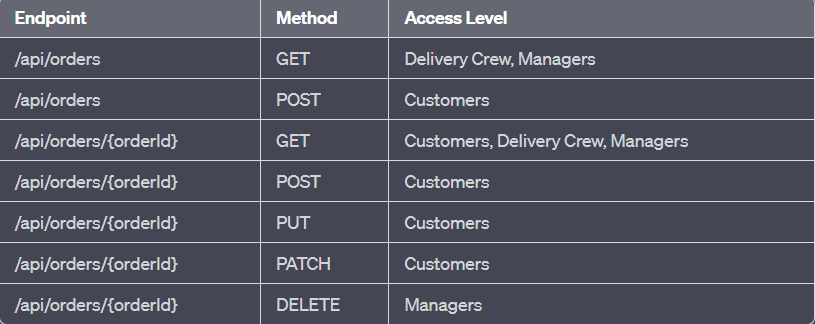 Endpoint Method Access Level
/api/orders GET Delivery Crew, Managers
/api/orders POST Customers
/api/orders/{orderId} GET Customers, Delivery Crew, Managers
/api/orders/{orderId} POST Customers
/api/orders/{orderId} PUT Customers
/api/orders/{orderId} PATCH Customers
/api/orders/{orderId} DELETE Managers